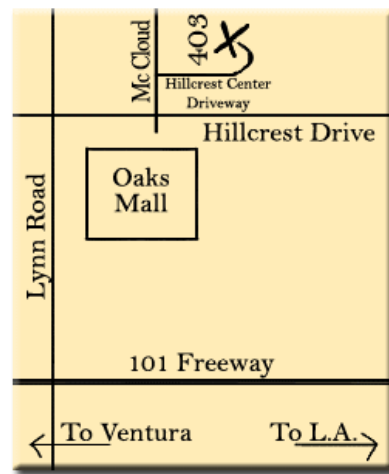 Mc Cloud
403
Hillcrest Center
Driveway
Hillcrest Drive
Oaks
Mall
Lynn Road
101 Freeway
To Ventura
To L.A.